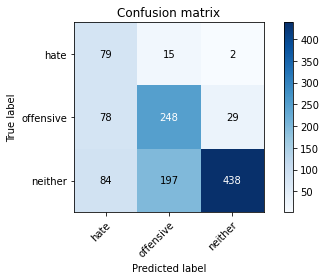 Confusion matrix
hate
79
15
2
offensive
78
248
29
neither
84
197
438
hate
offensive
neither
True label
Predicted label
400
350
300
250
200
150
100
50